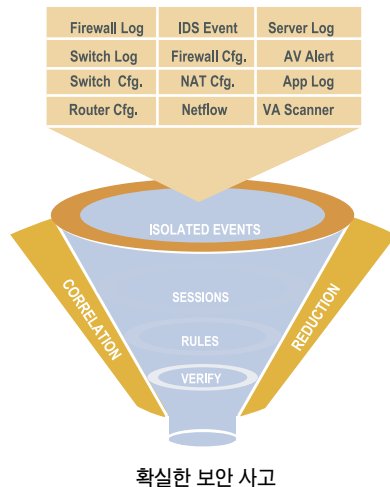 Firewall Log IDS Event Server Log
Switch Log Firewall Cfg. AV Alert
Switch Cfg. NAT Cfg. App Log
Router Cfg. Netflow VA Scanner
ISOLATED EVENTS
CORRELATION
SESSIONS
REDUCTION
RULES
VERIFY
확실한 보안 사고